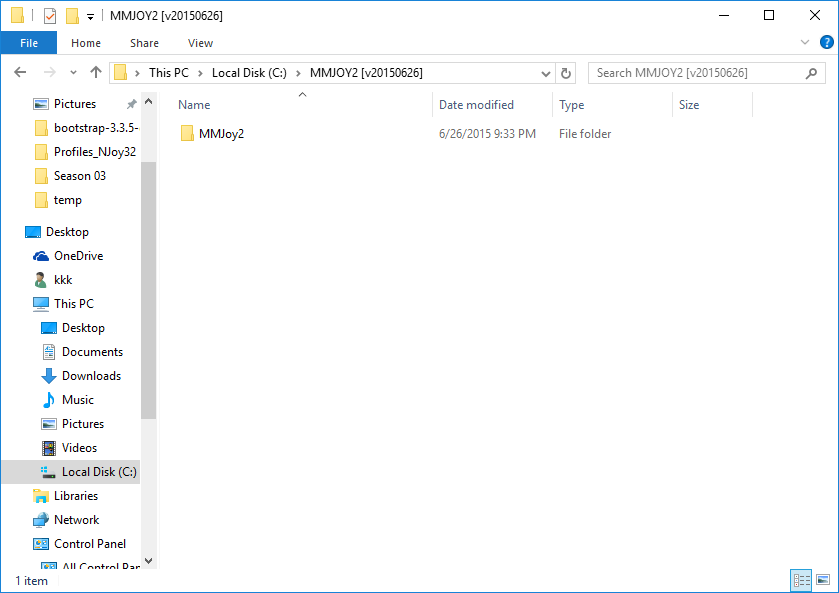 MMJOY2 [v20150626]
File Home Share View
This PC Local Disk (C:) MMJOY2 [v20150626] Search MMJOY2 [v20150626]
Name Date modified Type Size
MMJoy2 6/26/2015 9:33 PM File folder
Pictures
bootstrap-3.3.5-
Profiles_NJoy32
Season 03
temp
Desktop
OneDrive
kkk
This PC
Desktop
Documents
Downloads
Music
Pictures
Videos
Local Disk (C:)
Libraries
Network
Control Panel
All Control Par
1 item